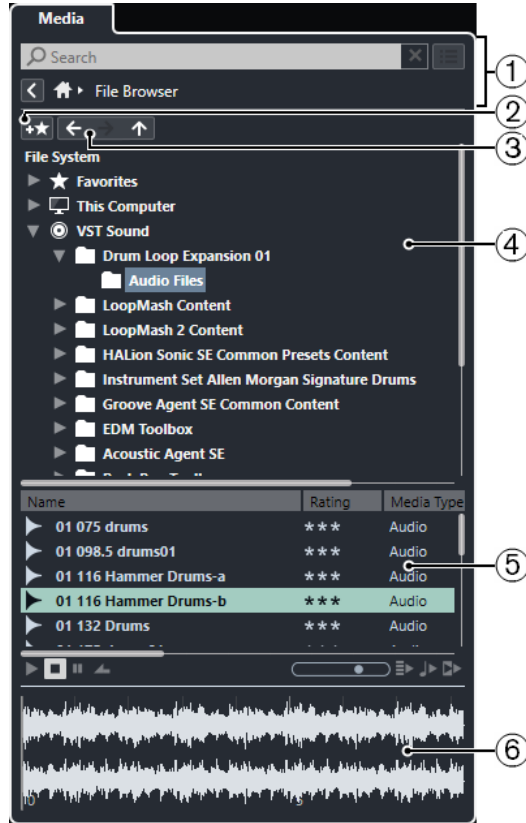 Media
Search
File Browser
1
2
3
File System
Favorites
This Computer
VST Sound
4
Drum Loop Expansion 01
Audio Files
LoopMash Content
LoopMash 2 Content
HALion Sonic SE Common Presets Content
Instrument Set Allen Morgan Signature Drums
Groove Agent SE Common Content
EDM Toolbox
Acoustic Agent SE
Name Rating Media Type
01 075 drums *** Audio
01 098.5 drums01 *** Audio
5
01 116 Hammer Drums-a *** Audio
01 116 Hammer Drums-b *** Audio
01 132 Drums *** Audio
6